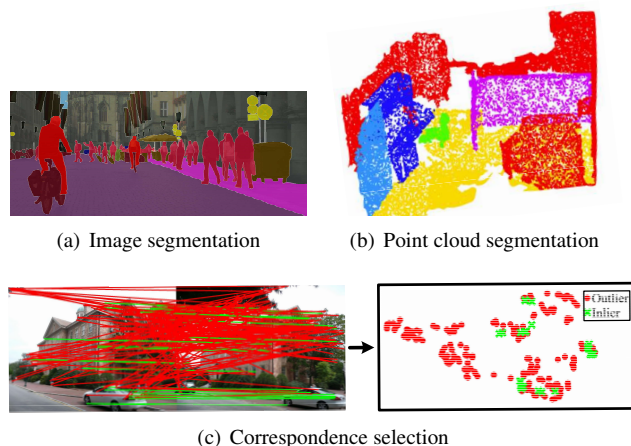 (a) Image segmentation
(b) Point cloud segmentation
Outlier
Inlier
(c) Correspondence selection